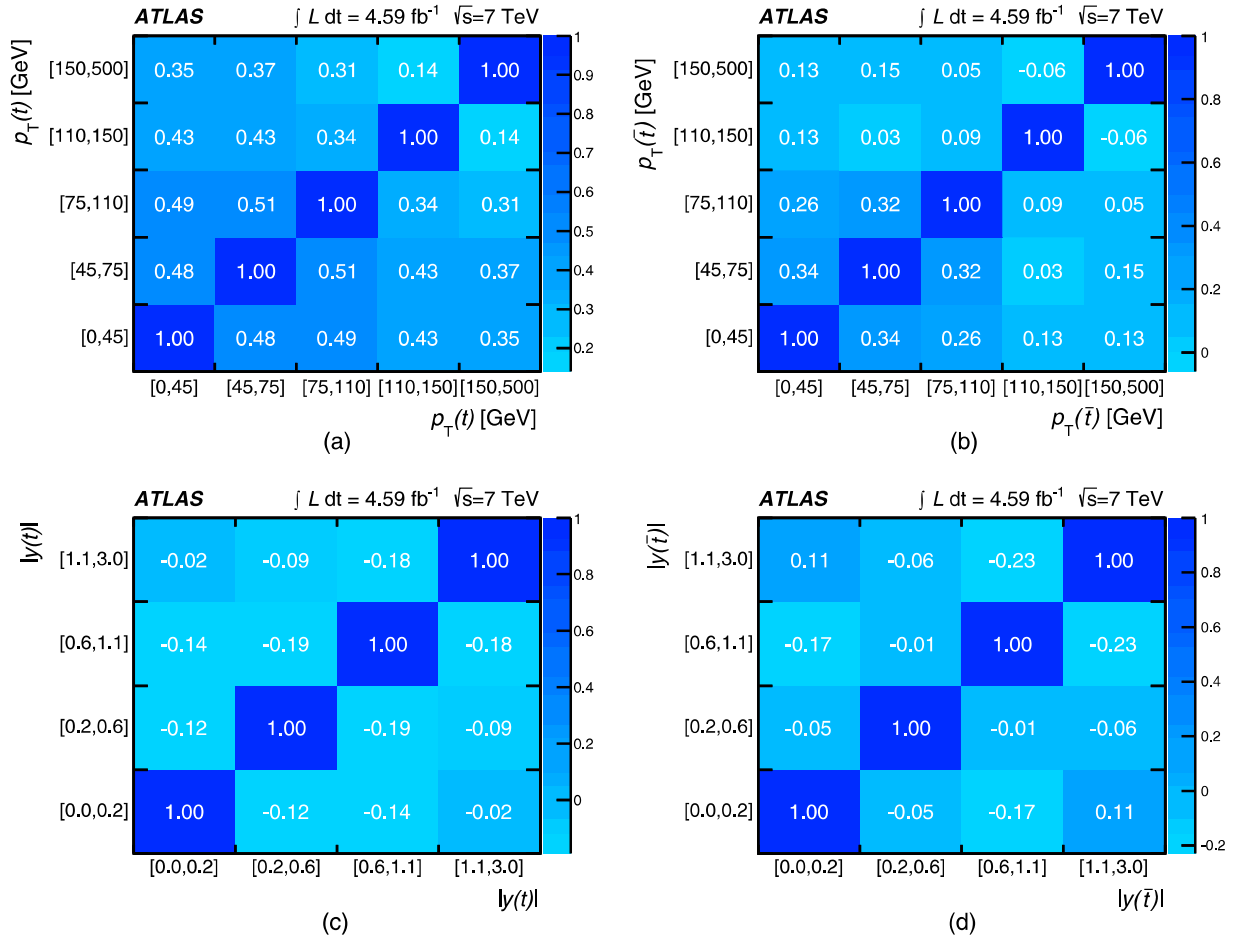 ATLAS ∫ L dt = 4.59 fb⁻¹ √s=7 TeV
p_T(t) [GeV]
[150,500] 0.35 0.37 0.31 0.14 1.00
[110,150] 0.43 0.43 0.34 1.00 0.14
[75,110] 0.49 0.51 1.00 0.34 0.31
[45,75] 0.48 1.00 0.51 0.43 0.37
[0,45] 1.00 0.48 0.49 0.43 0.35
[0,45] [45,75] [75,110] [110,150] [150,500]
p_T(t) [GeV]
1
0.9
0.8
0.7
0.6
0.5
0.4
0.3
0.2
(a)
ATLAS ∫ L dt = 4.59 fb⁻¹ √s=7 TeV
p_T(t̄) [GeV]
[150,500] 0.13 0.15 0.05 -0.06 1.00
[110,150] 0.13 0.03 0.09 1.00 -0.06
[75,110] 0.26 0.32 1.00 0.09 0.05
[45,75] 0.34 1.00 0.32 0.03 0.15
[0,45] 1.00 0.34 0.26 0.13 0.13
[0,45] [45,75] [75,110] [110,150] [150,500]
p_T(t̄) [GeV]
1
0.8
0.6
0.4
0.2
0
(b)
ATLAS ∫ L dt = 4.59 fb⁻¹ √s=7 TeV
|y(t)|
[1.1,3.0] -0.02 -0.09 -0.18 1.00
[0.6,1.1] -0.14 -0.19 1.00 -0.18
[0.2,0.6] -0.12 1.00 -0.19 -0.09
[0.0,0.2] 1.00 -0.12 -0.14 -0.02
[0.0,0.2] [0.2,0.6] [0.6,1.1] [1.1,3.0]
|y(t)|
1
0.8
0.6
0.4
0.2
0
(c)
ATLAS ∫ L dt = 4.59 fb⁻¹ √s=7 TeV
|y(t̄)|
[1.1,3.0] 0.11 -0.06 -0.23 1.00
[0.6,1.1] -0.17 -0.01 1.00 -0.23
[0.2,0.6] -0.05 1.00 -0.01 -0.06
[0.0,0.2] 1.00 -0.05 -0.17 0.11
[0.0,0.2] [0.2,0.6] [0.6,1.1] [1.1,3.0]
|y(t̄)|
1
0.8
0.6
0.4
0.2
0
-0.2
(d)